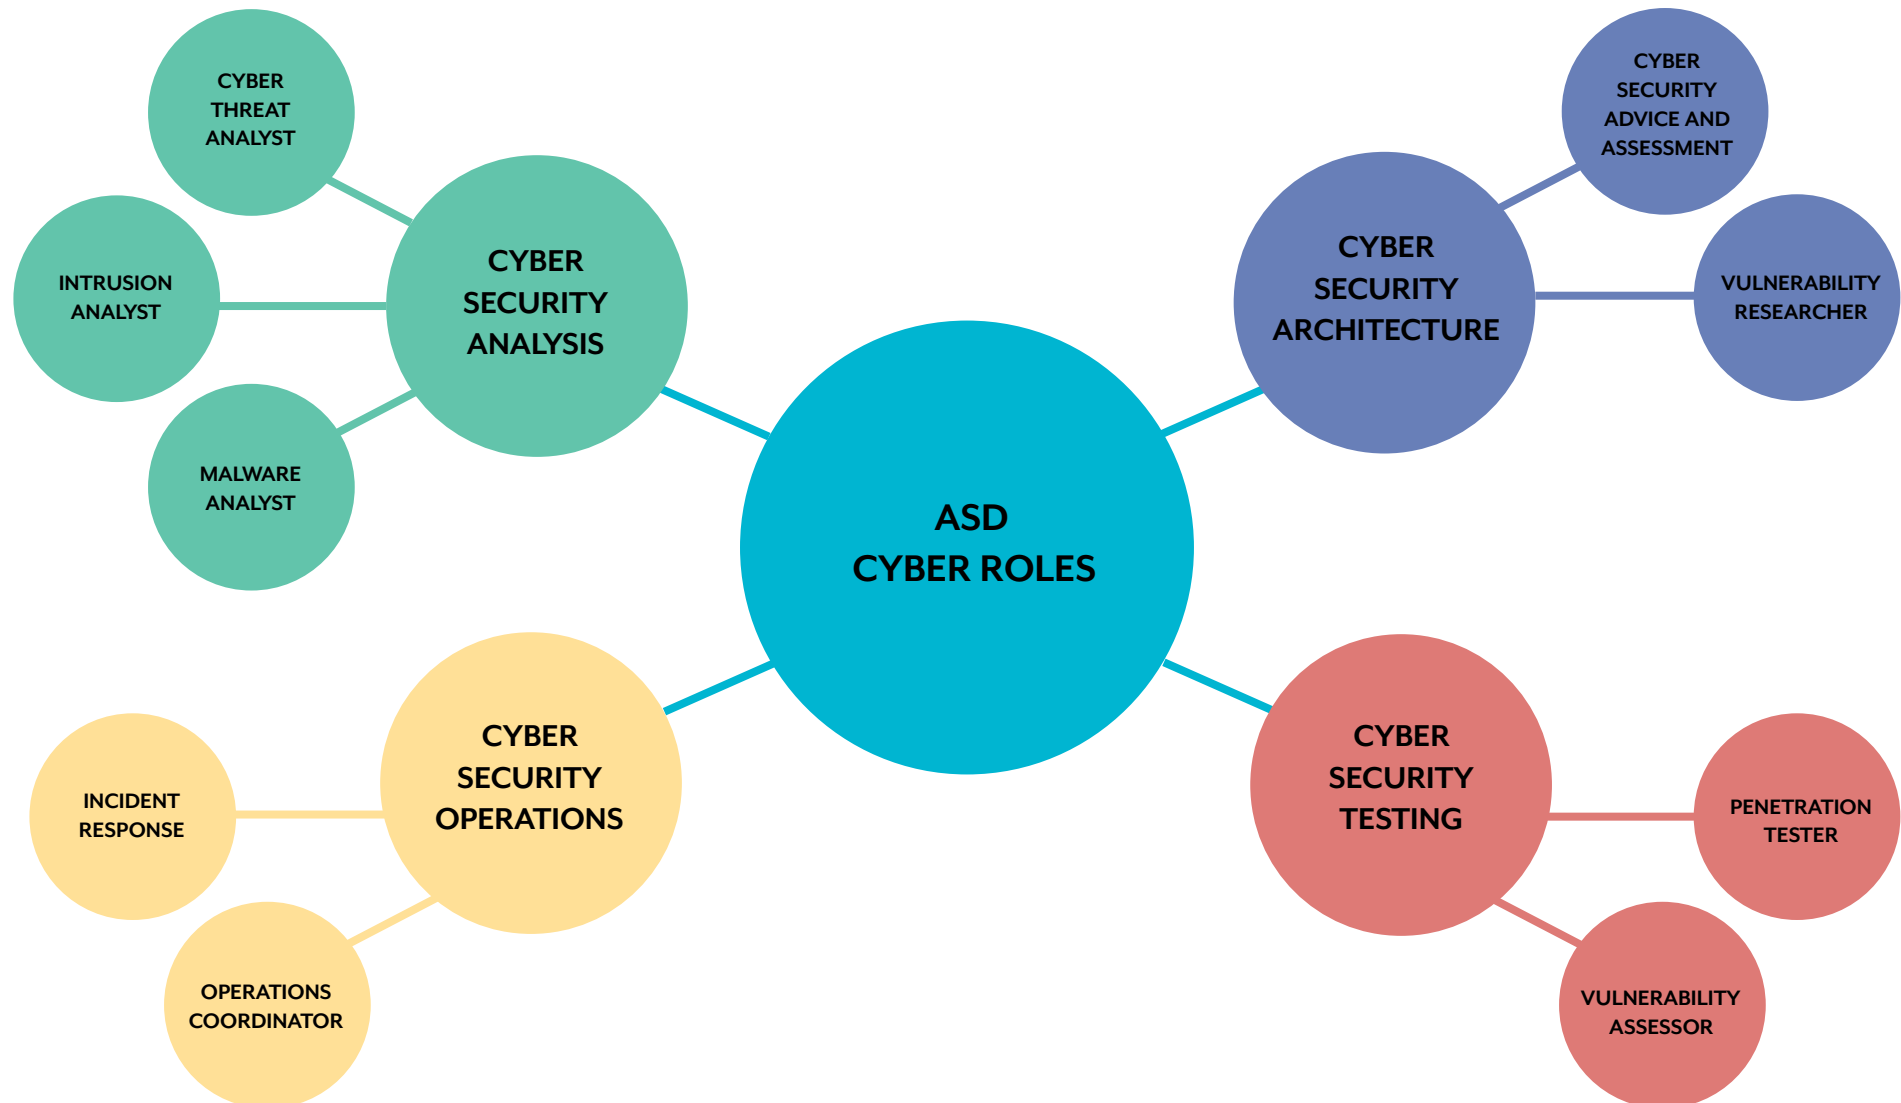 CYBER
THREAT
ANALYST
INTRUSION
ANALYST
MALWARE
ANALYST
CYBER
SECURITY
ANALYSIS
CYBER
SECURITY
ADVICE AND
ASSESSMENT
VULNERABILITY
RESEARCHER
CYBER
SECURITY
ARCHITECTURE
ASD
CYBER ROLES
CYBER
SECURITY
OPERATIONS
INCIDENT
RESPONSE
OPERATIONS
COORDINATOR
CYBER
SECURITY
TESTING
PENETRATION
TESTER
VULNERABILITY
ASSESSOR